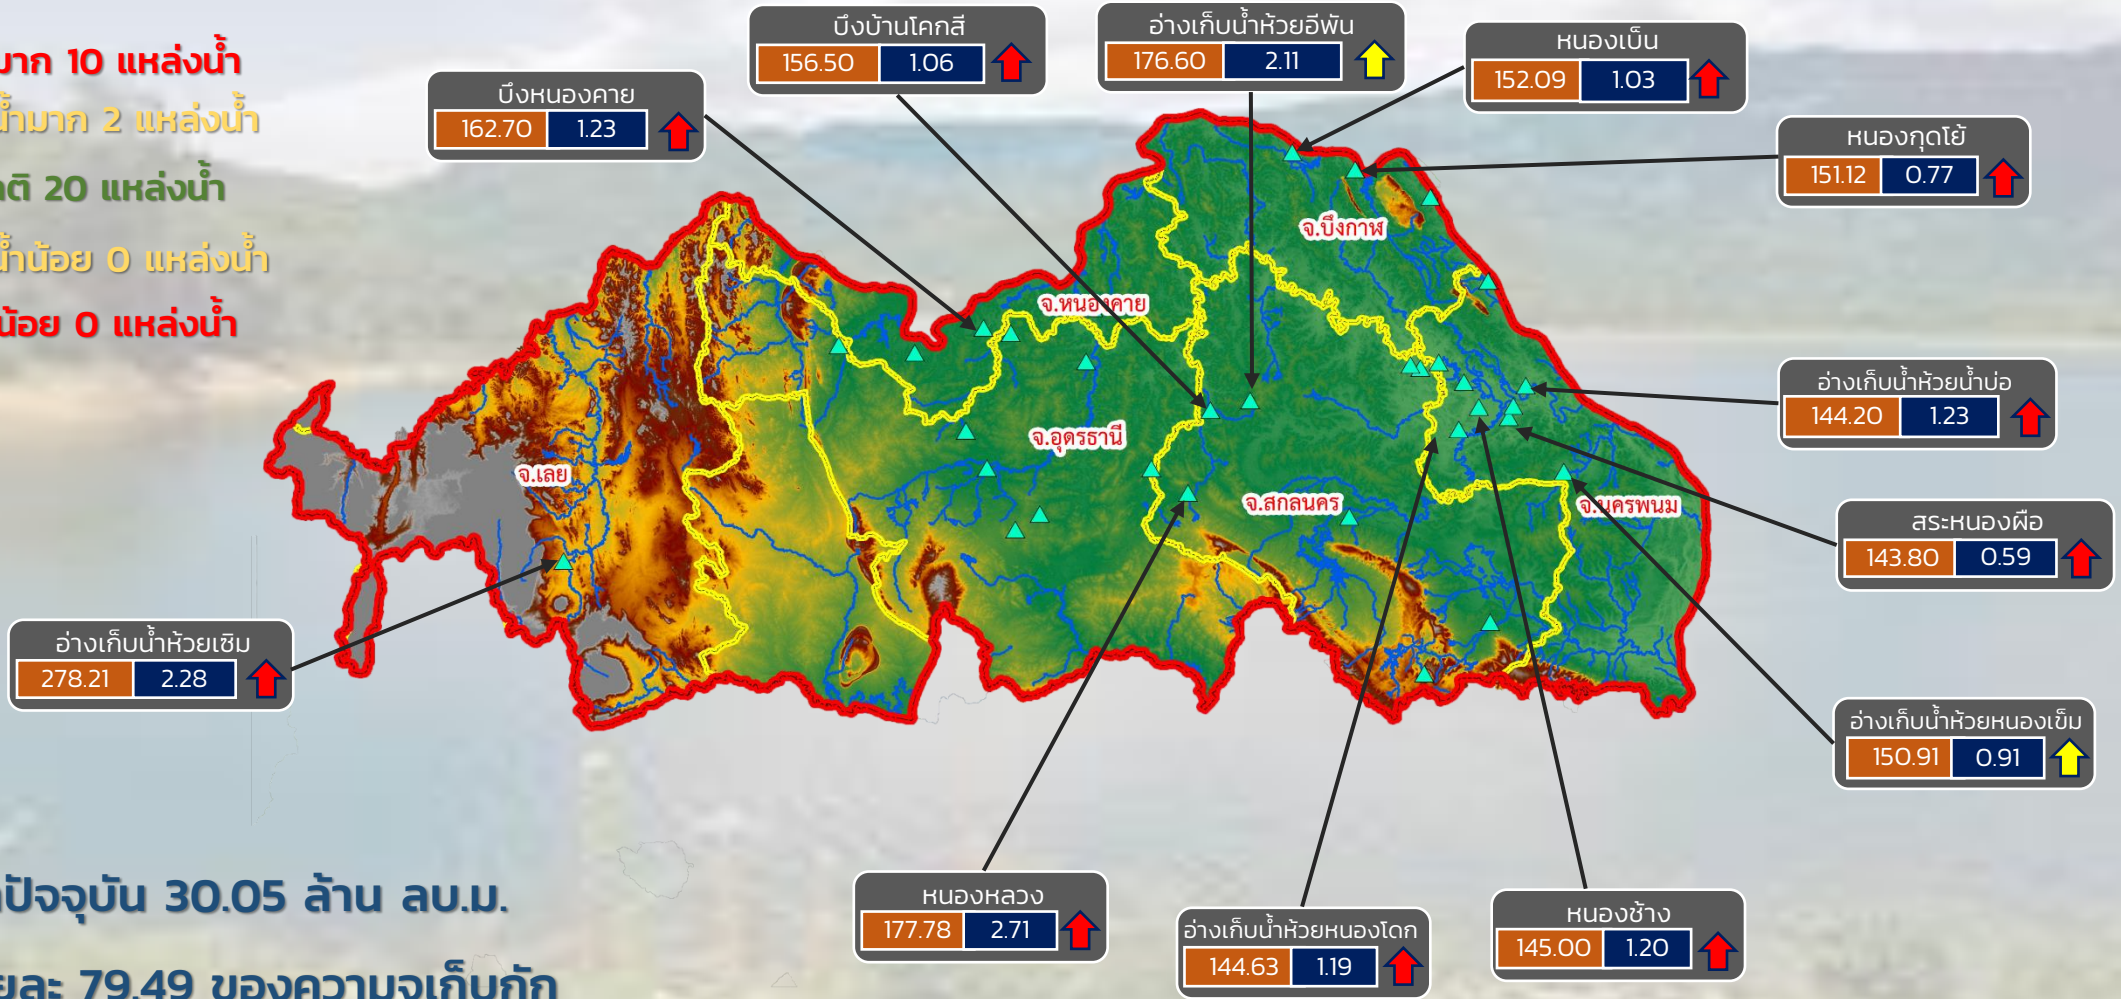 มาก 10 แหล่งน้ำ
น้ำมาก 2 แหล่งน้ำ
กติ 20 แหล่งน้ำ
น้ำน้อย 0 แหล่งน้ำ
น้อย 0 แหล่งน้ำ
บึงบ้านโคกสี
156.50 1.06
อ่างเก็บน้ำห้วยอีพัน
176.60 2.11
หนองเบ็น
152.09 1.03
บึงหนองคาย
162.70 1.23
หนองกุดโย้
151.12 0.77
จ.บึงกาฬ
จ.หนองคาย
อ่างเก็บน้ำห้วยน้ำบ่อ
144.20 1.23
จ.อุดรธานี
จ.เลย
จ.สกลนคร
จ.นครพนม
สระหนองผือ
143.80 0.59
อ่างเก็บน้ำห้วยเชิม
278.21 2.28
อ่างเก็บน้ำห้วยหนองเข็ม
150.91 0.91
หนองหลวง
177.78 2.71
อ่างเก็บน้ำห้วยหนองโดก
144.63 1.19
หนองช้าง
145.00 1.20
ปัจจุบัน 30.05 ล้าน ลบ.ม.
ยละ 79.49 ของความจุเก็บกัก